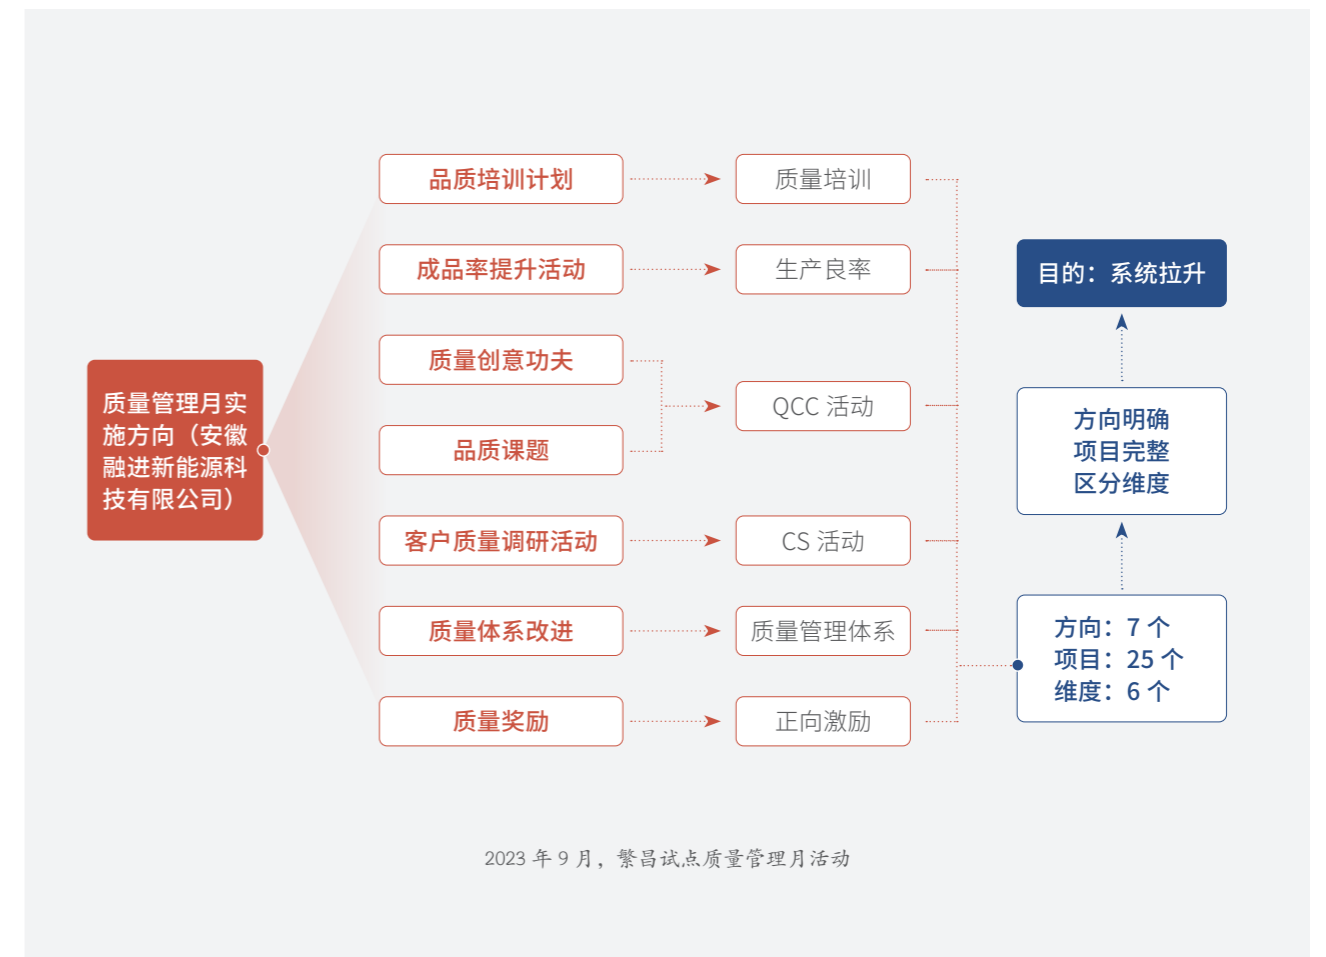 质量管理月实
施方向（安徽
融进新能源科
技有限公司）
品质培训计划
质量培训
成品率提升活动
生产良率
质量创意功夫
品质课题
QCC 活动
客户质量调研活动
CS 活动
质量体系改进
质量管理体系
质量奖励
正向激励
目的：系统拉升
方向明确
项目完整
区分维度
方向：7 个
项目：25 个
维度：6 个
2023 年 9 月，繁昌试点质量管理月活动